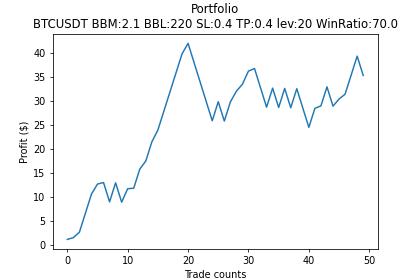 Portfolio
BTCUSDT BBM:2.1 BBL:220 SL:0.4 TP:0.4 lev:20 WinRatio:70.0
Profit ($)
40
35
30
25
20
15
10
5
0
0 10 20 30 40 50
Trade counts